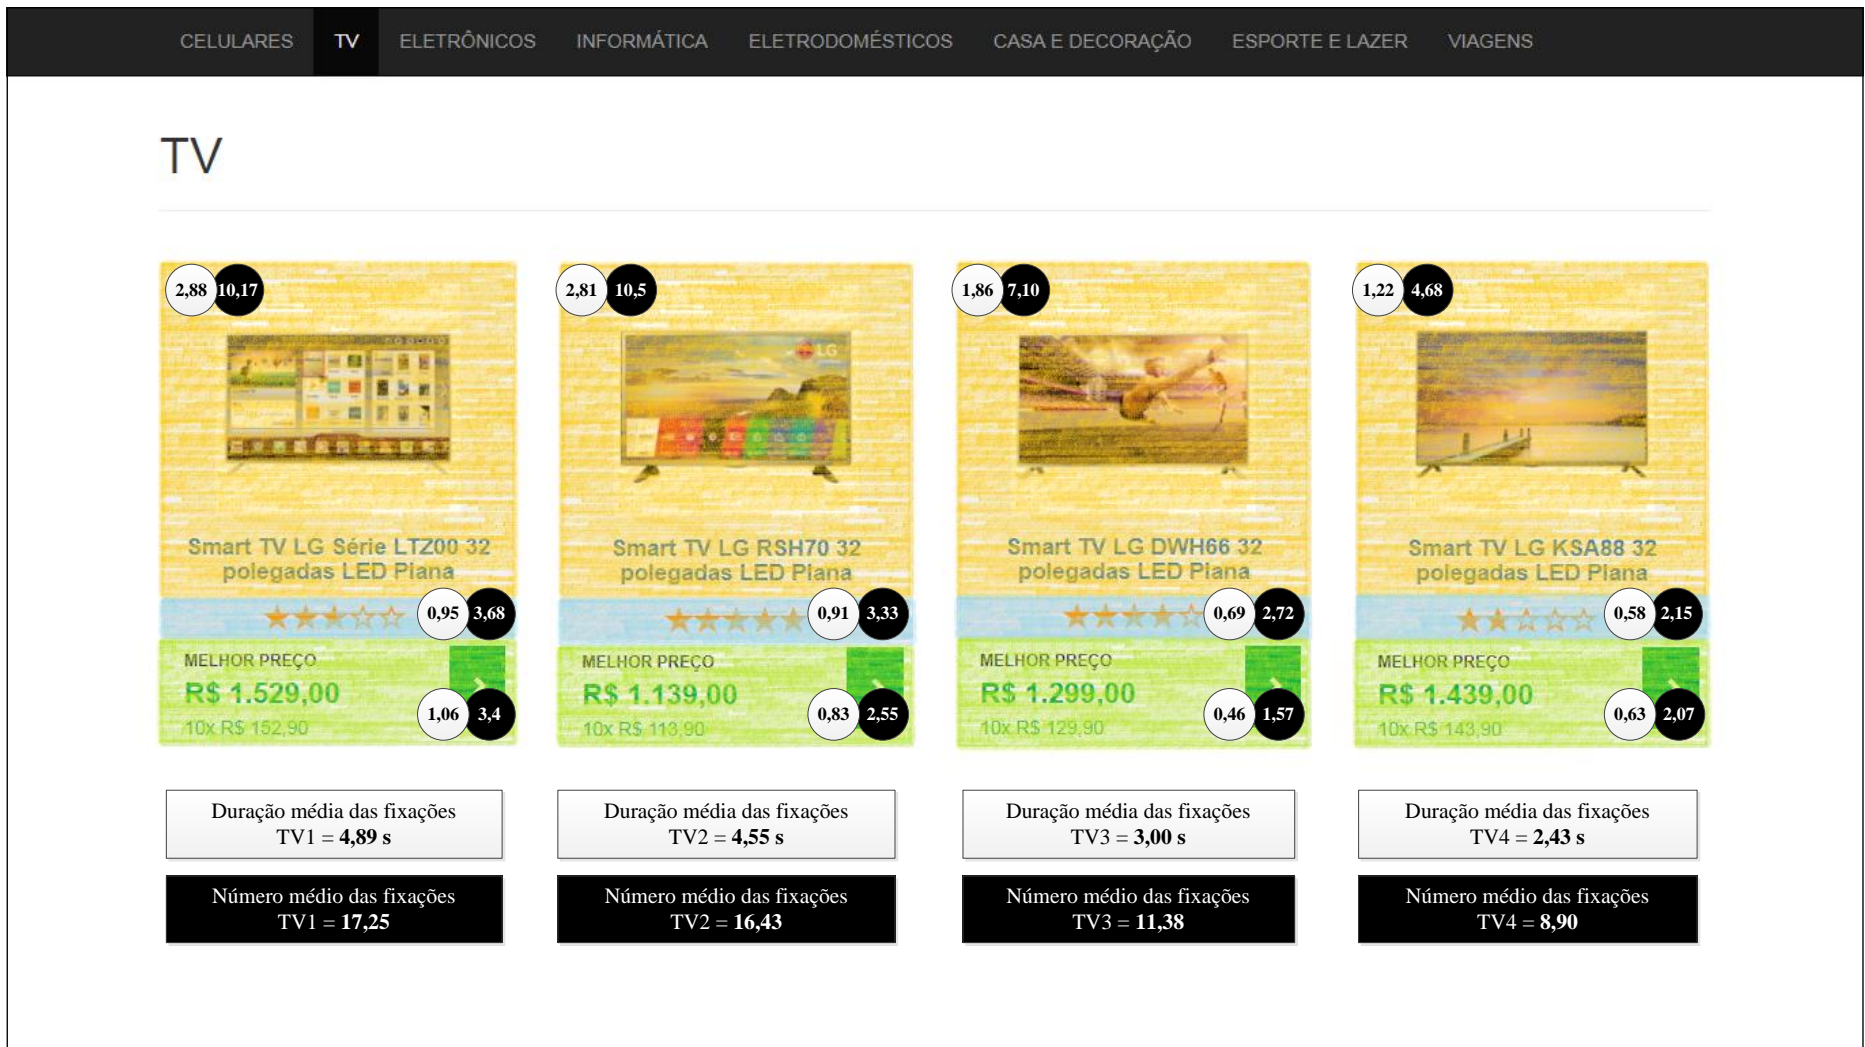 CELULARES TV ELETRÔNICOS INFORMÁTICA ELETRODOMÉSTICOS CASA E DECORAÇÃO ESPORTE E LAZER VIAGENS
TV
2,88 10,17
2,81 10,5
1,86 7,10
1,22 4,68
LG
Smart TV LG Série LTZ00 32
polegadas LED Plana
Smart TV LG RSH70 32
polegadas LED Plana
Smart TV LG DWH66 32
polegadas LED Plana
Smart TV LG KSA88 32
polegadas LED Plana
0,95 3,68
0,91 3,33
0,69 2,72
0,58 2,15
MELHOR PREÇO
R$ 1.529,00
10x R$ 152,90
1,06 3,4
MELHOR PREÇO
R$ 1.139,00
10x R$ 113,90
0,83 2,55
MELHOR PREÇO
R$ 1.299,00
10x R$ 129,90
0,46 1,57
MELHOR PREÇO
R$ 1.439,00
10x R$ 143,90
0,63 2,07
Duração média das fixações
TV1 = 4,89 s
Duração média das fixações
TV2 = 4,55 s
Duração média das fixações
TV3 = 3,00 s
Duração média das fixações
TV4 = 2,43 s
Número médio das fixações
TV1 = 17,25
Número médio das fixações
TV2 = 16,43
Número médio das fixações
TV3 = 11,38
Número médio das fixações
TV4 = 8,90